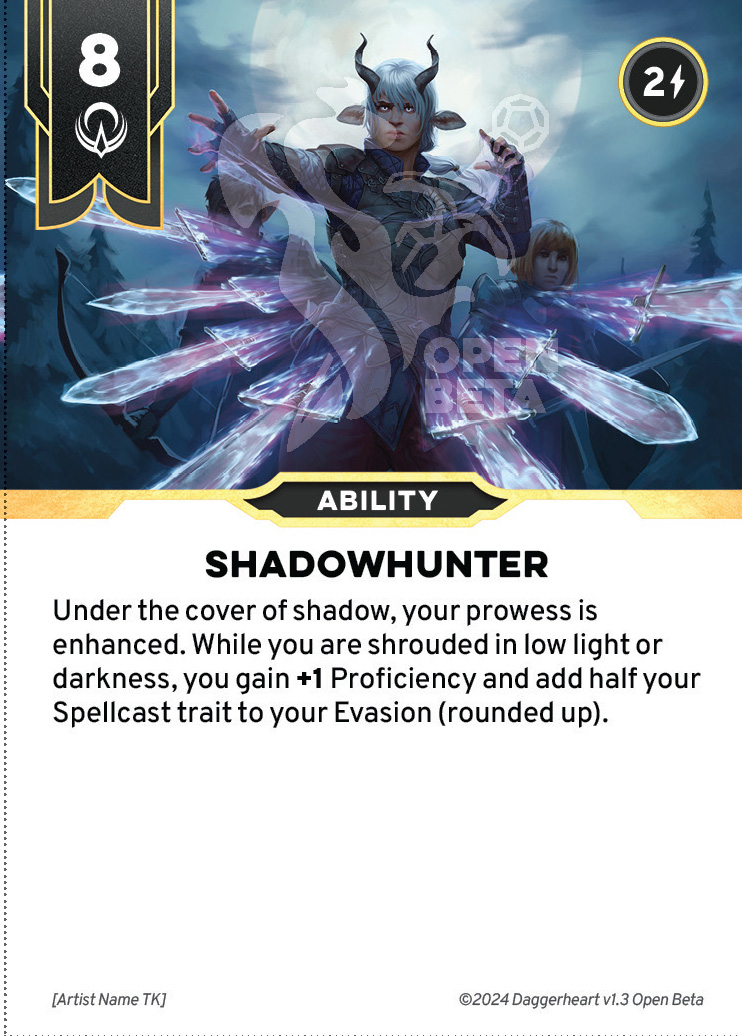 8
2
OPEN
BETA
ABILITY
SHADOWHUNTER
Under the cover of shadow, your prowess is
enhanced. While you are shrouded in low light or
darkness, you gain +1 Proficiency and add half your
Spellcast trait to your Evasion (rounded up).
[Artist Name TK]
©2024 Daggerheart v1.3 Open Beta